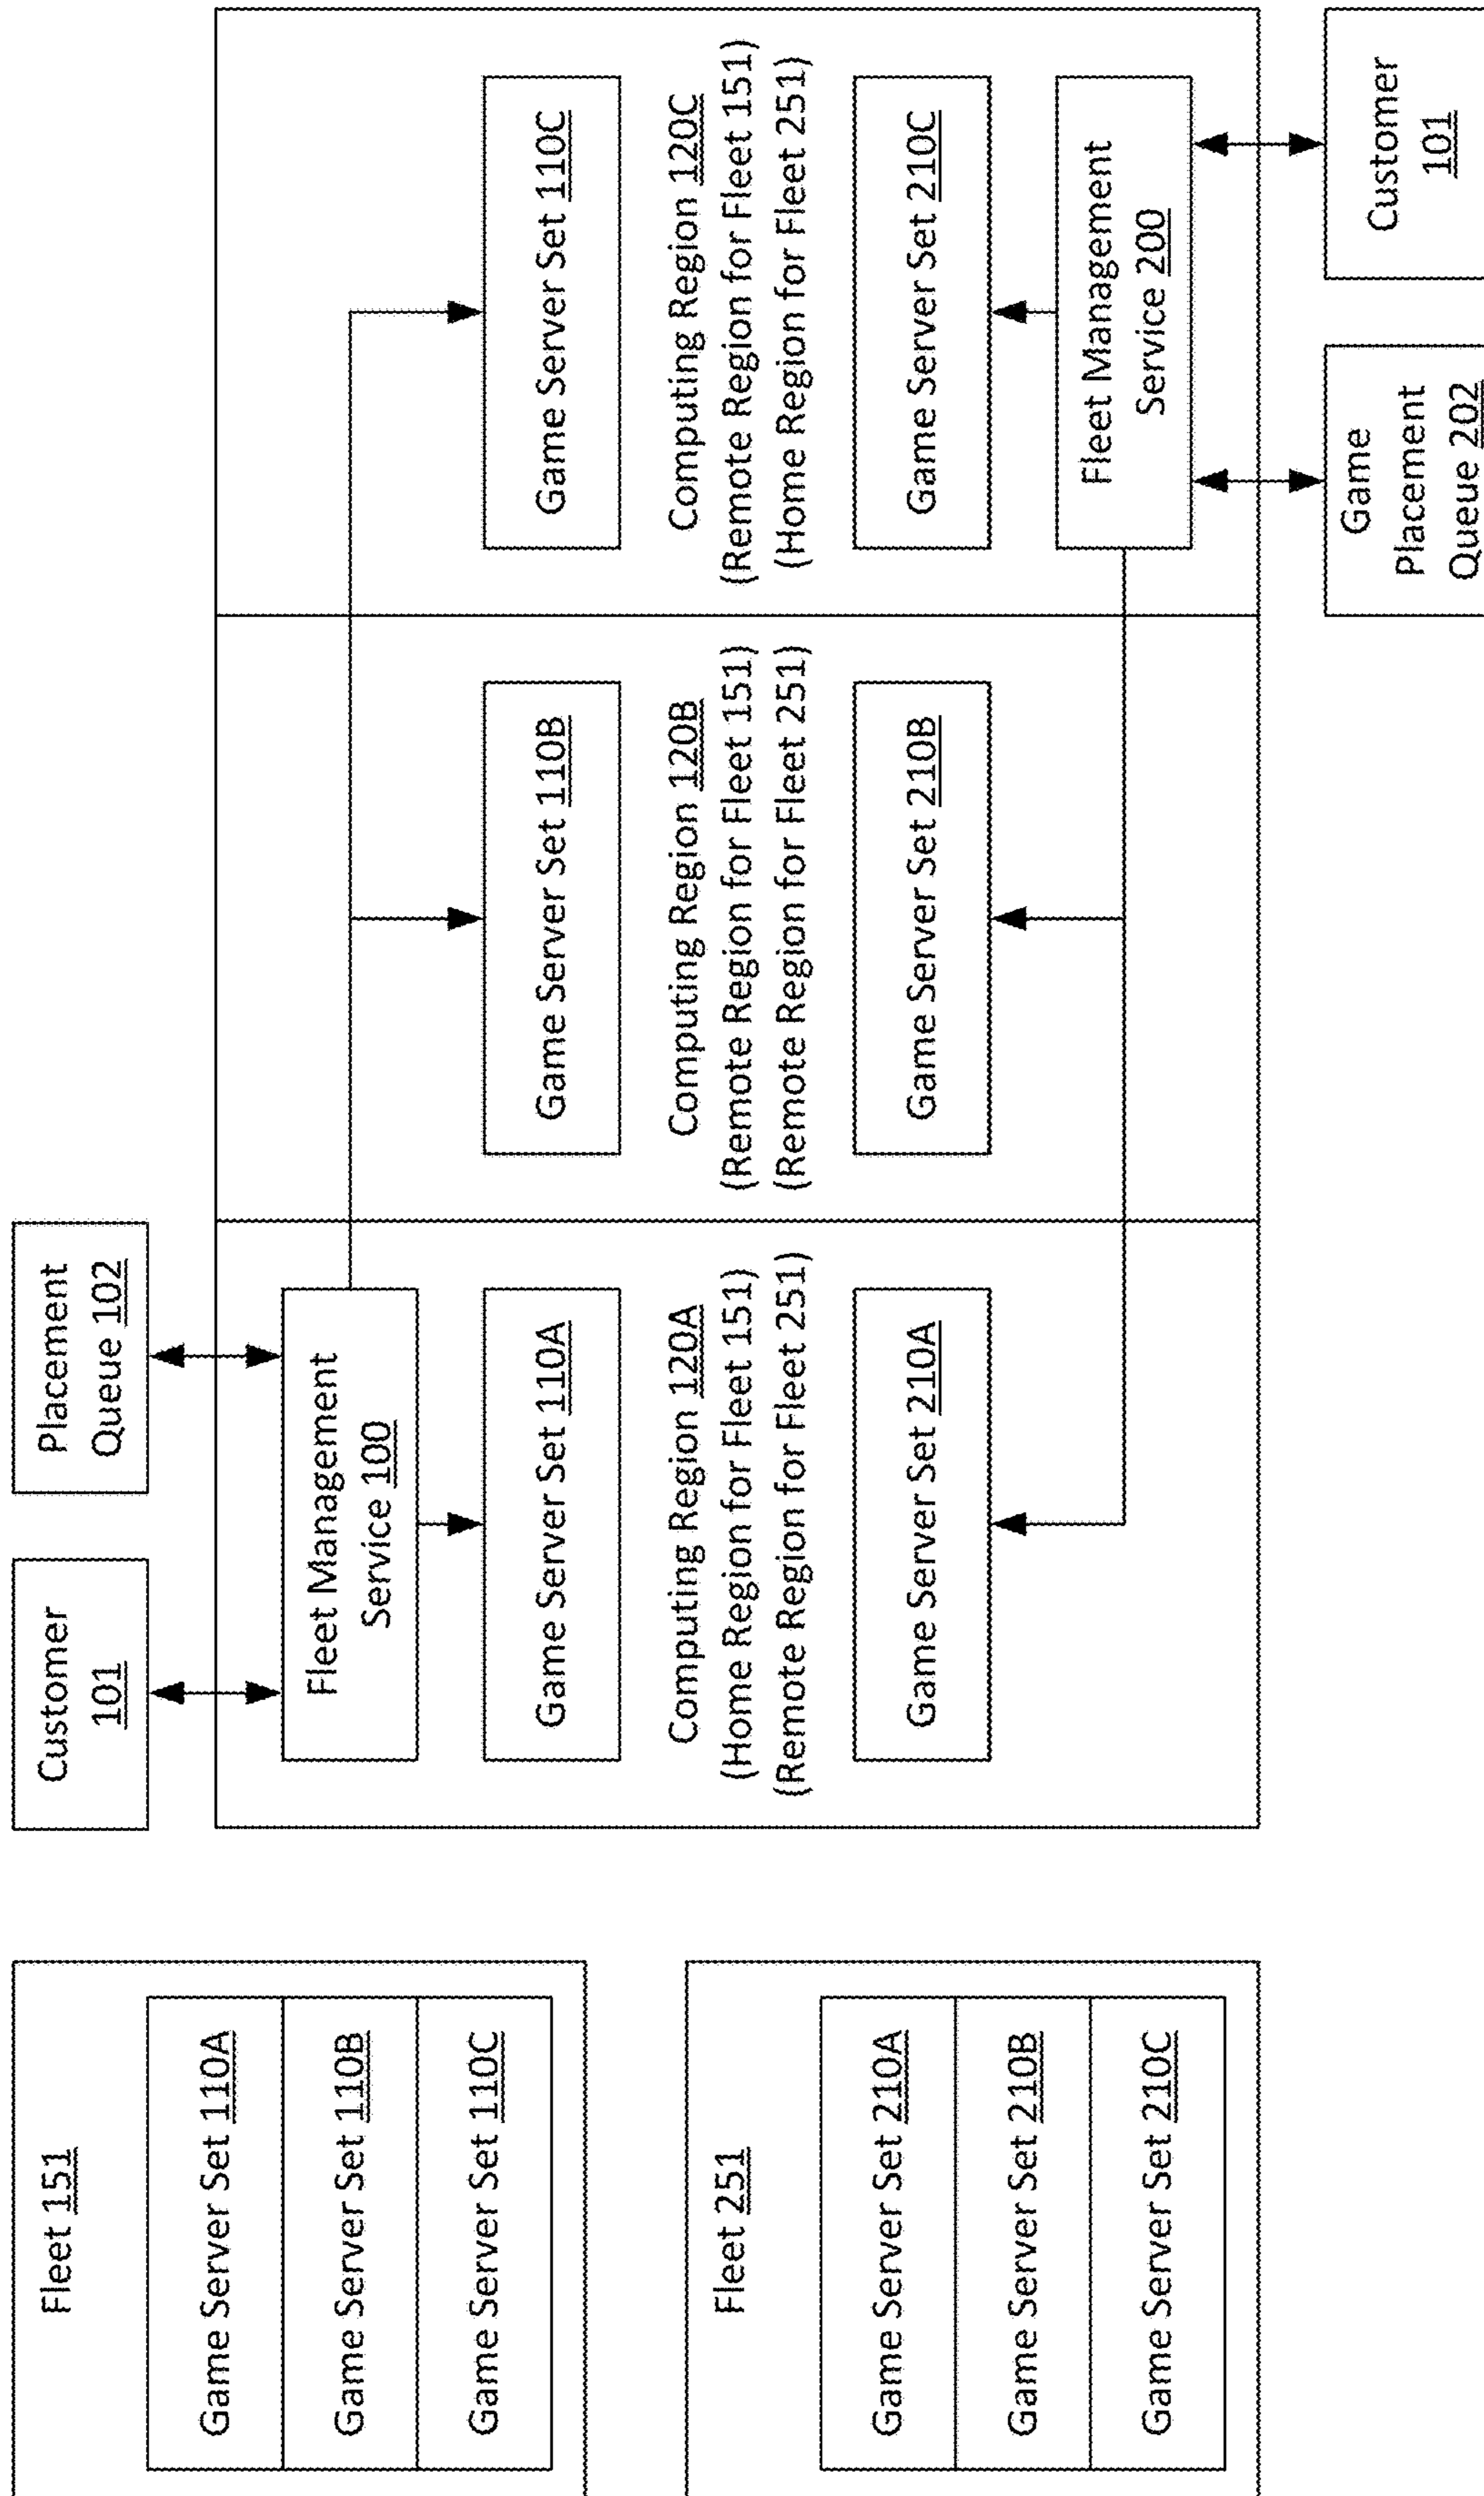 Fleet 151
Game Server Set 110A
Game Server Set 110B
Game Server Set 110C
Fleet 251
Game Server Set 210A
Game Server Set 210B
Game Server Set 210C
Customer
101
Placement
Queue 102
Fleet Management
Service 100
Game Server Set 110A
Computing Region 120A
(Home Region for Fleet 151)
(Remote Region for Fleet 251)
Game Server Set 210A
Game Server Set 110B
Computing Region 120B
(Remote Region for Fleet 151)
(Remote Region for Fleet 251)
Game Server Set 210B
Game Server Set 110C
Computing Region 120C
(Remote Region for Fleet 151)
(Home Region for Fleet 251)
Game Server Set 210C
Fleet Management
Service 200
Game
Placement
Queue 202
Customer
101